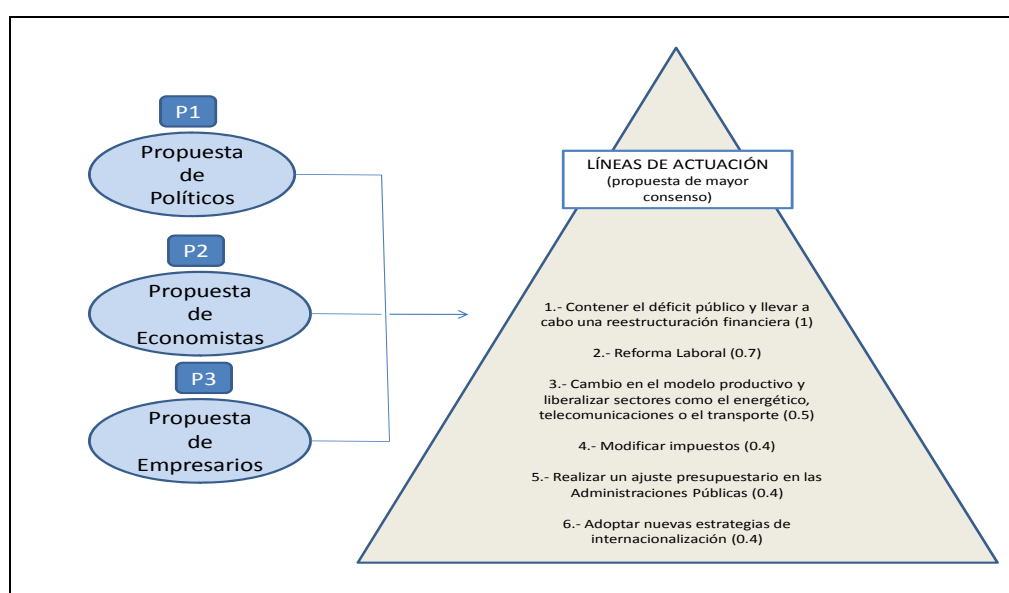 P1
Propuesta
de
Políticos
P2
Propuesta
de
Economistas
P3
Propuesta
de
Empresarios
LÍNEAS DE ACTUACIÓN
(propuesta de mayor
consenso)
1.- Contener el déficit público y llevar a
cabo una reestructuración financiera (1)
2.- Reforma Laboral (0.7)
3.- Cambio en el modelo productivo y
liberalizar sectores como el energético,
telecomunicaciones o el transporte (0.5)
4.- Modificar impuestos (0.4)
5.- Realizar un ajuste presupuestario en las
Administraciones Públicas (0.4)
6.- Adoptar nuevas estrategias de
internacionalización (0.4)